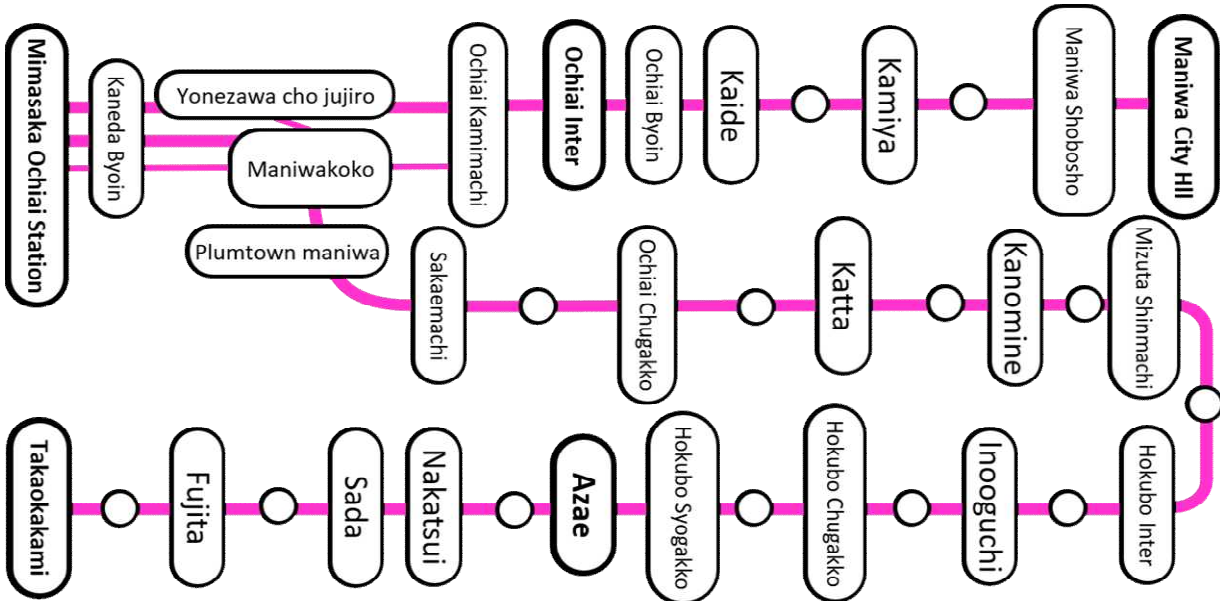 Mimasaka Ochiai Station
Kaneda Byoin
Yonezawa cho jujiro
Maniwakoko
Plumtown maniwa
Ochiai Kamimachi
Ochiai Inter
Ochiai Byoin
Kaide
Kamiya
Maniwa Shobosho
Maniwa City Hll
Sakaemachi
Ochiai Chugakko
Katta
Kanomine
Mizuta Shinmachi
Takaokakami
Fujita
Sada
Nakatsui
Azae
Hokubo Syogakko
Hokubo Chugakko
Inooguchi
Hokubo Inter